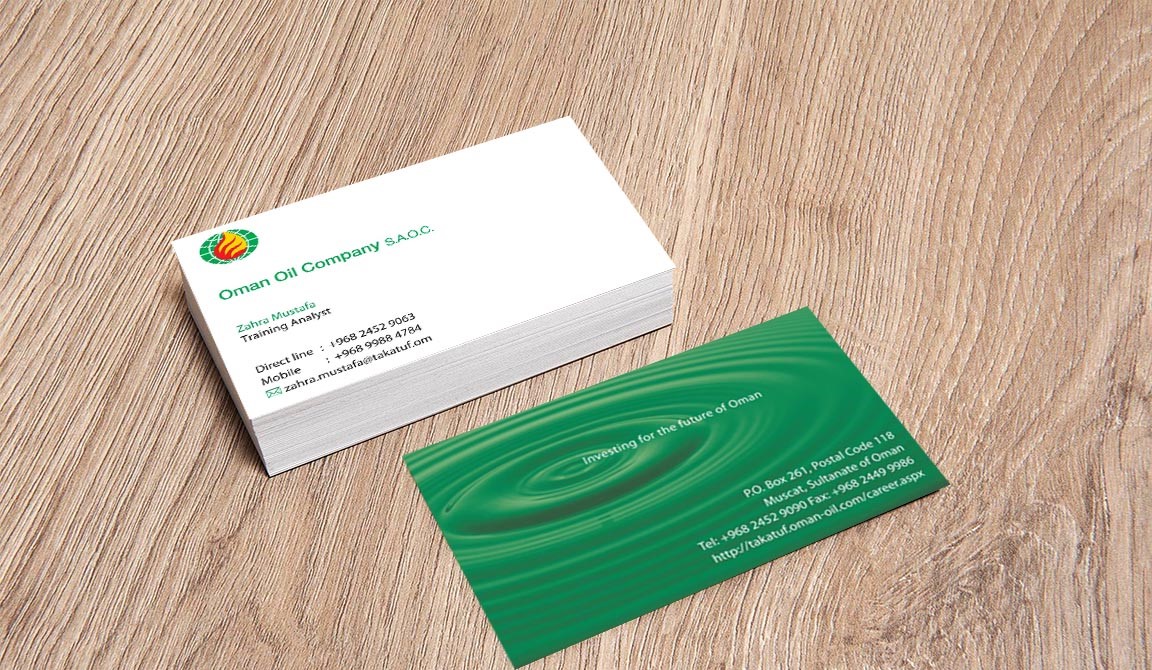 Oman Oil Company S.A.O.C.
Zahra Mustafa
Training Analyst
Direct line : +968 2452 9063
Mobile : +968 9988 4784
zahra.mustafa@takatuf.om
Investing for the future of Oman
P.O. Box 261, Postal Code 118
Muscat, Sultanate of Oman
Tel: +968 2452 9090 Fax: +968 2449 9986
http://takatuf.oman-oil.com/career.aspx